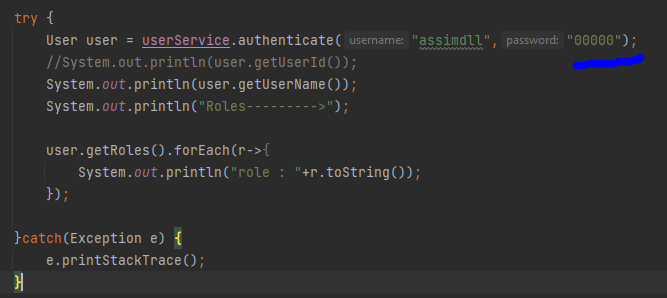 try {
User user = userService.authenticate( username: "assimdll", password: "00000");
//System.out.println(user.getUserId());
System.out.println(user.getUserName());
System.out.println("Roles--------->");
user.getRoles().forEach(r->{
System.out.println("role : "+r.toString());
});
}catch(Exception e) {
e.printStackTrace();
}